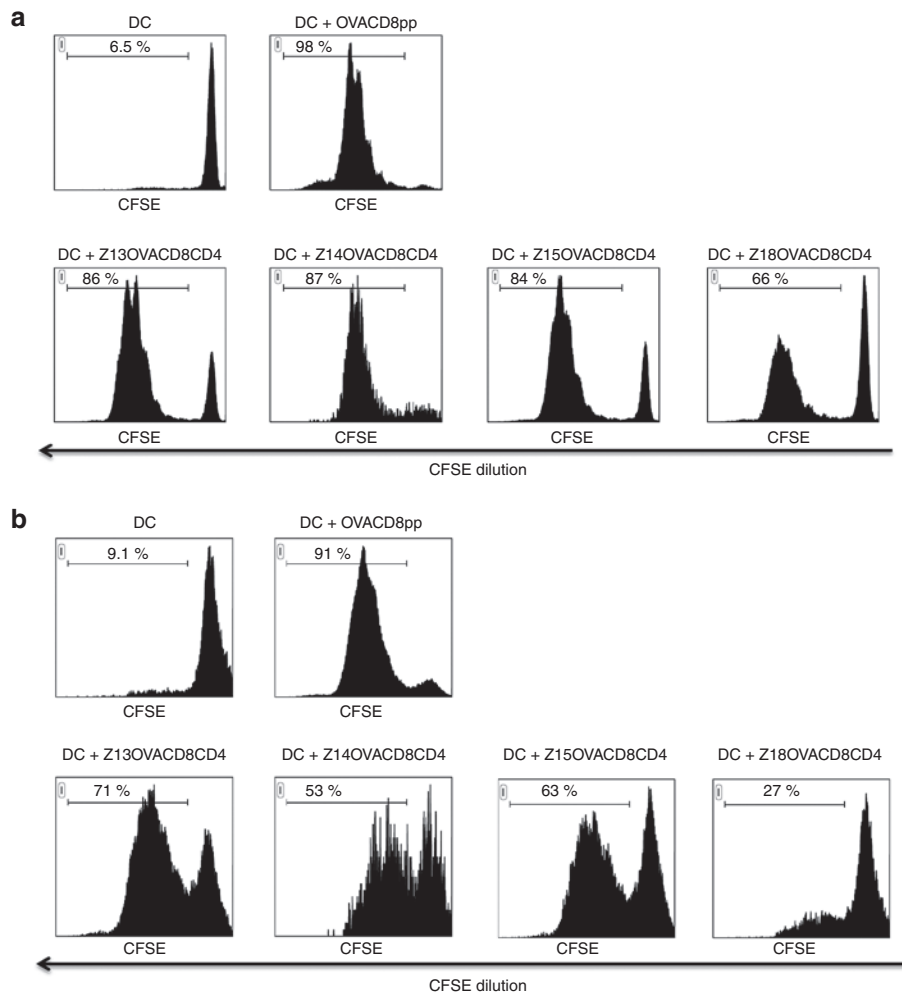 a
DC
DC + OVACD8pp
6.5 %
98 %
CFSE
CFSE
DC + Z13OVACD8CD4
DC + Z14OVACD8CD4
DC + Z15OVACD8CD4
DC + Z18OVACD8CD4
86 %
87 %
84 %
66 %
CFSE
CFSE
CFSE
CFSE
CFSE dilution
b
DC
DC + OVACD8pp
9.1 %
91 %
CFSE
CFSE
DC + Z13OVACD8CD4
DC + Z14OVACD8CD4
DC + Z15OVACD8CD4
DC + Z18OVACD8CD4
71 %
53 %
63 %
27 %
CFSE
CFSE
CFSE
CFSE
CFSE dilution